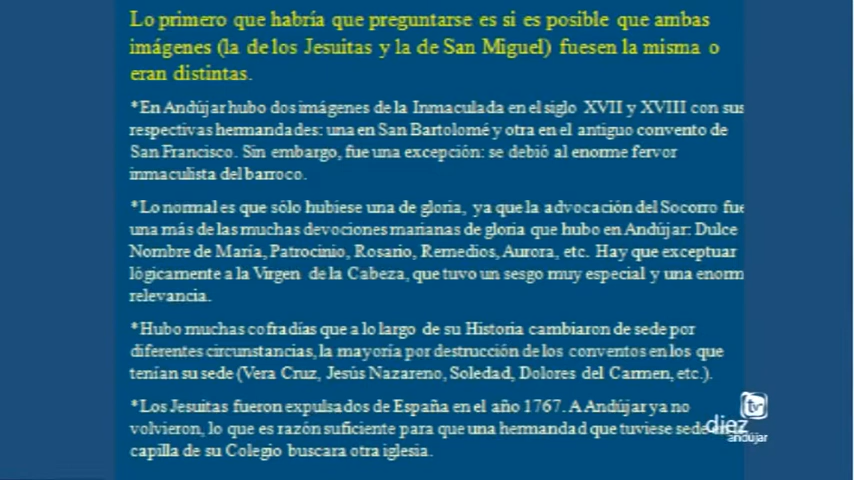 Lo primero que habría que preguntarse es si es posible que ambas
imágenes (la de los Jesuitas y la de San Miguel) fuesen la misma o
eran distintas.
*En Andújar hubo dos imágenes de la Inmaculada en el siglo XVII y XVIII con sus
respectivas hermandades: una en San Bartolomé y otra en el antiguo convento de
San Francisco. Sin embargo, fue una excepción: se debió al enorme fervor
inmaculista del barroco.
*Lo normal es que sólo hubiese una de gloria, ya que la advocación del Socorro fue
una más de las muchas devociones marianas de gloria que hubo en Andújar: Dulce
Nombre de María, Patrocinio, Rosario, Remedios, Aurora, etc. Hay que exceptuar
lógicamente a la Virgen de la Cabeza, que tuvo un sesgo muy especial y una enorm
relevancia.
*Hubo muchas cofradías que a lo largo de su Historia cambiaron de sede por
diferentes circunstancias, la mayoría por destrucción de los conventos en los que
tenían su sede (Vera Cruz, Jesús Nazareno, Soledad, Dolores del Carmen, etc.).
*Los Jesuitas fueron expulsados de España en el año 1767. A Andújar ya no
volvieron, lo que es razón suficiente para que una hermandad que tuviese sede
capilla de su Colegio buscara otra iglesia.
tv
diez
andújar